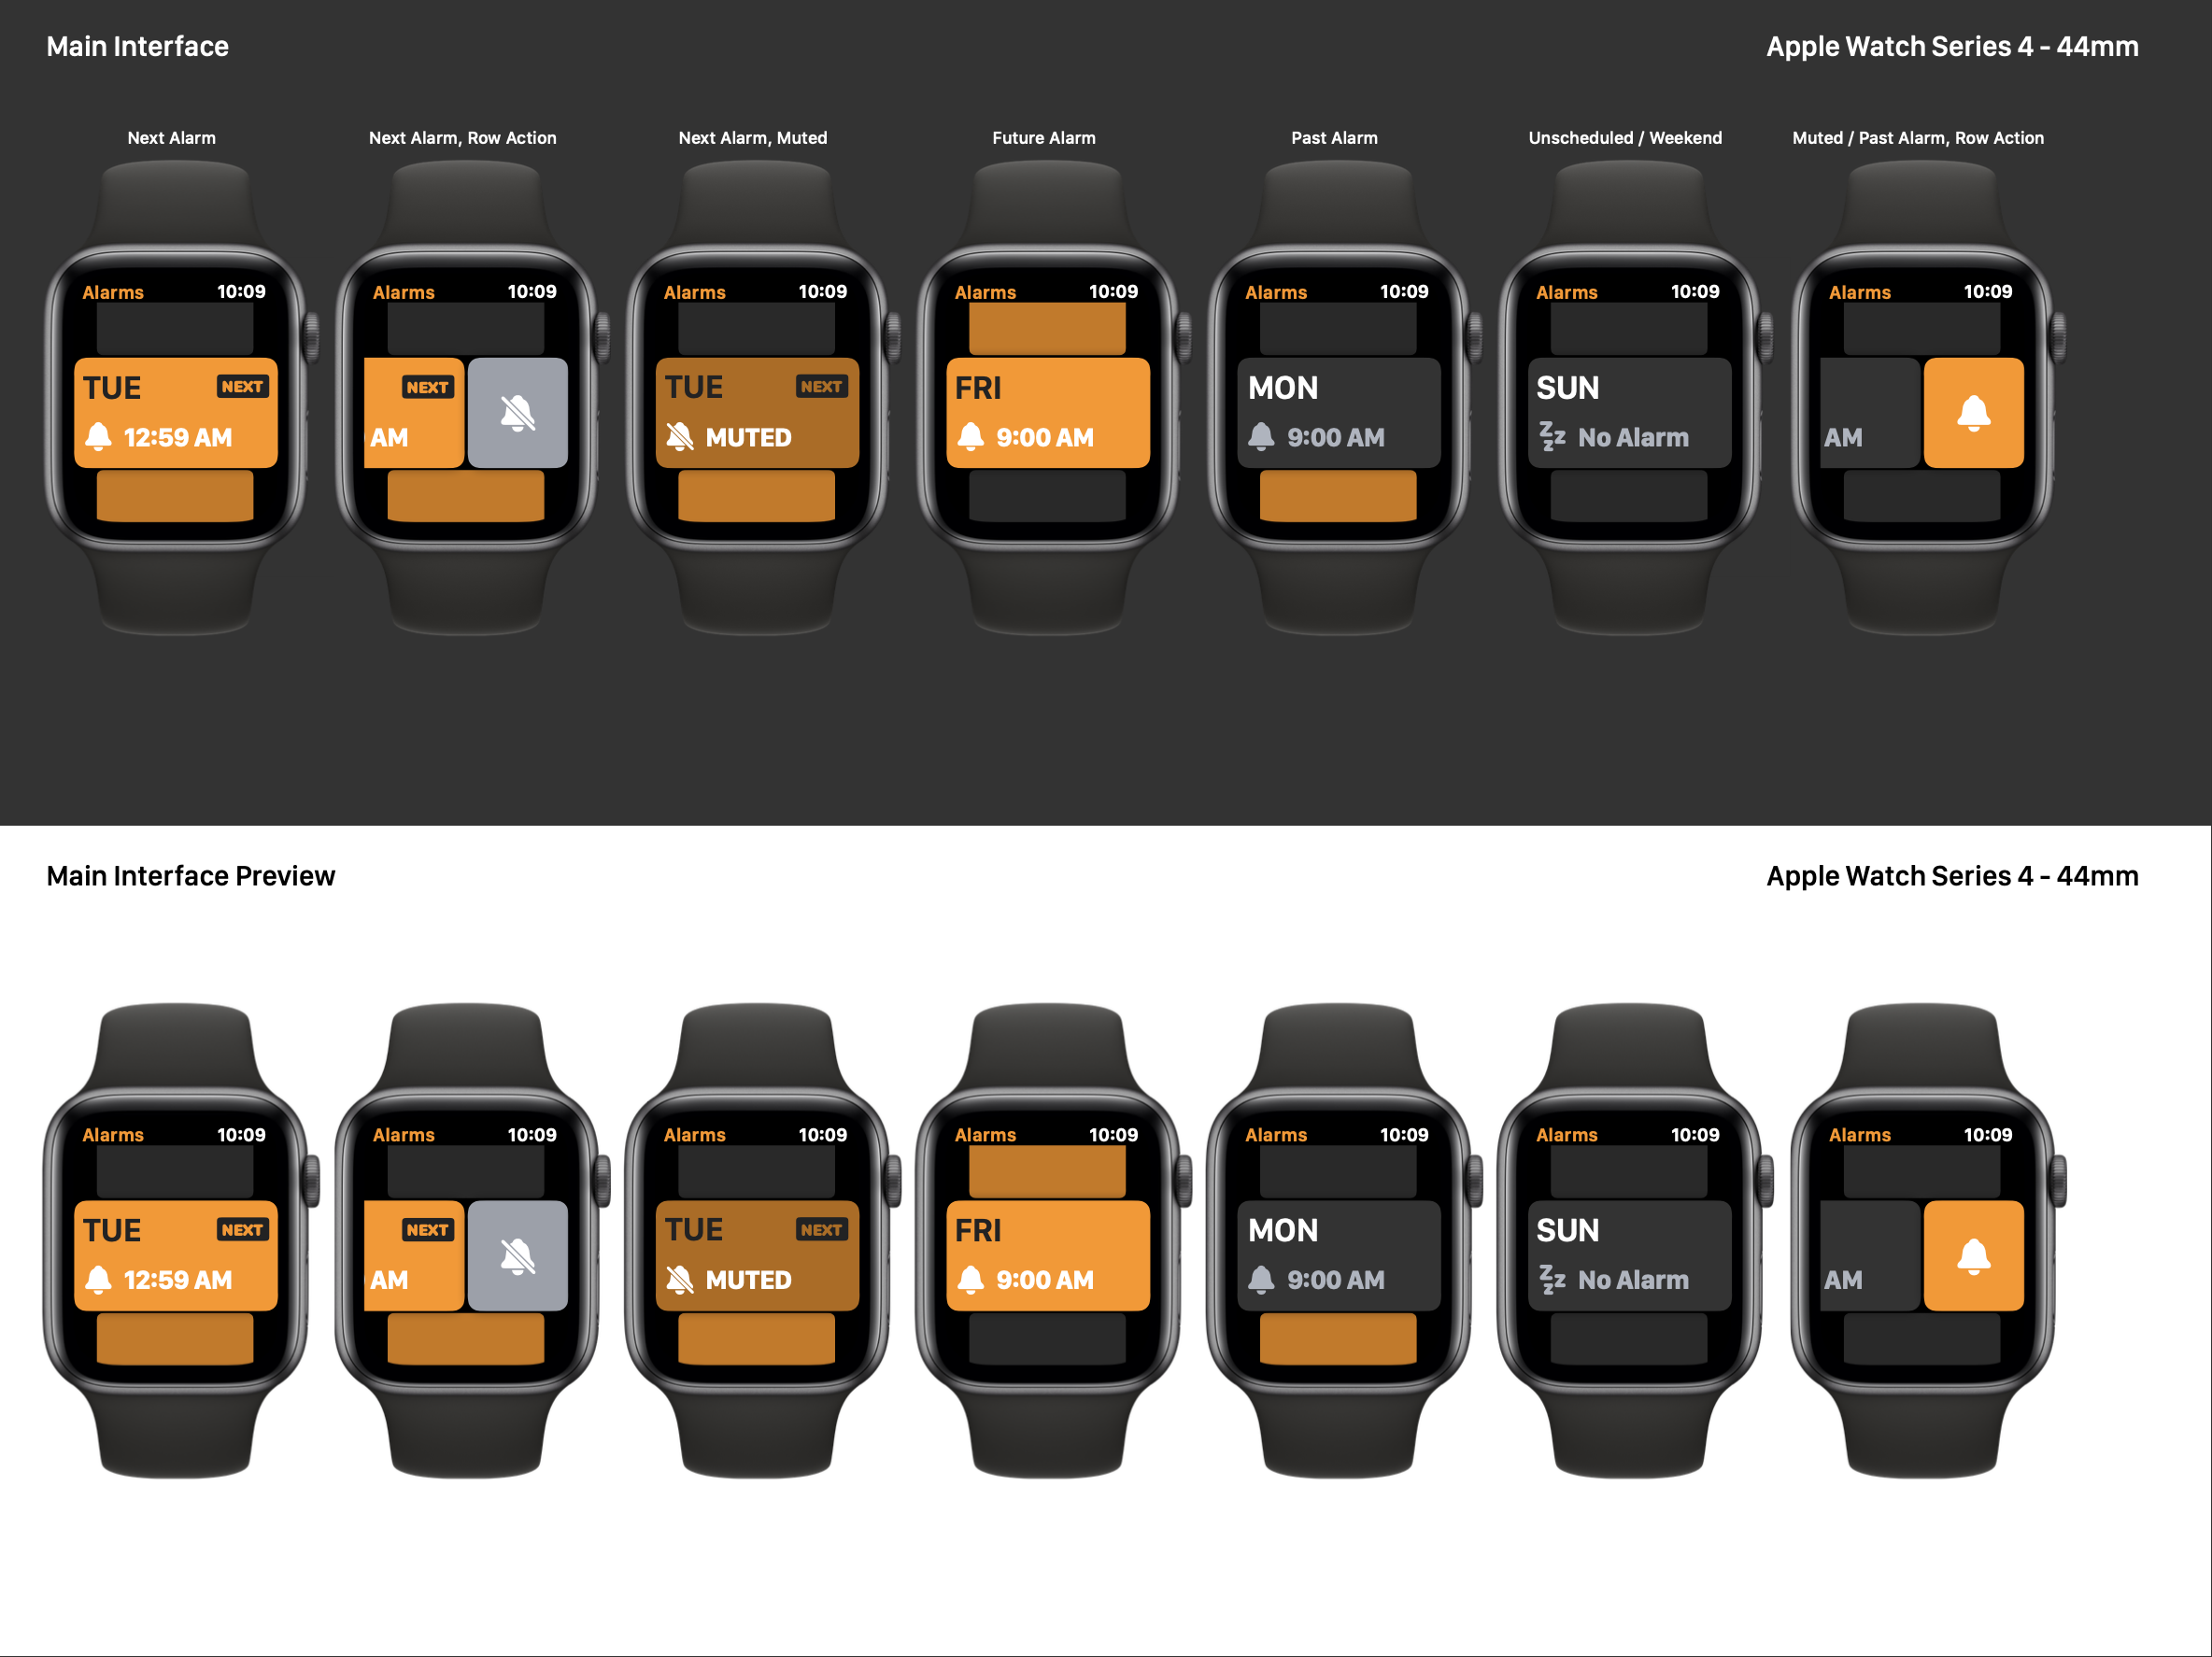 Main Interface
Apple Watch Series 4 - 44mm
Next Alarm
Next Alarm, Row Action
Next Alarm, Muted
Future Alarm
Past Alarm
Unscheduled / Weekend
Muted / Past Alarm, Row Action
Alarms 10:09
TUE NEXT
12:59 AM
Alarms 10:09
NEXT
AM
Alarms 10:09
TUE NEXT
MUTED
Alarms 10:09
FRI
9:00 AM
Alarms 10:09
MON
9:00 AM
Alarms 10:09
SUN
Zzz No Alarm
Alarms 10:09
AM
Main Interface Preview
Apple Watch Series 4 - 44mm
Alarms 10:09
TUE NEXT
12:59 AM
Alarms 10:09
NEXT
AM
Alarms 10:09
TUE NEXT
MUTED
Alarms 10:09
FRI
9:00 AM
Alarms 10:09
MON
9:00 AM
Alarms 10:09
SUN
Zzz No Alarm
Alarms 10:09
AM